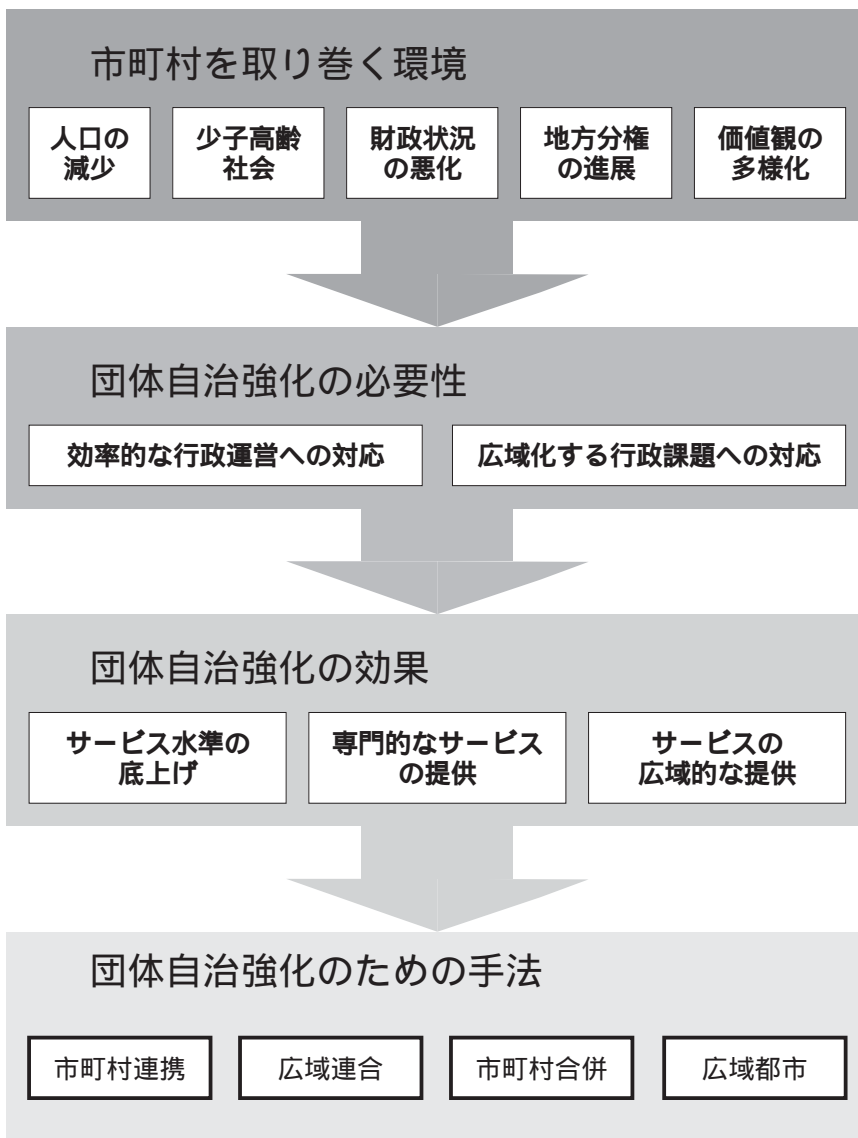 市町村を取り巻く環境
人口の
減少
少子高齢
社会
財政状況
の悪化
地方分権
の進展
価値観の
多様化
団体自治強化の必要性
効率的な行政運営への対応
広域化する行政課題への対応
団体自治強化の効果
サービス水準の
底上げ
専門的なサービス
の提供
サービスの
広域的な提供
団体自治強化のための手法
市町村連携
広域連合
市町村合併
広域都市